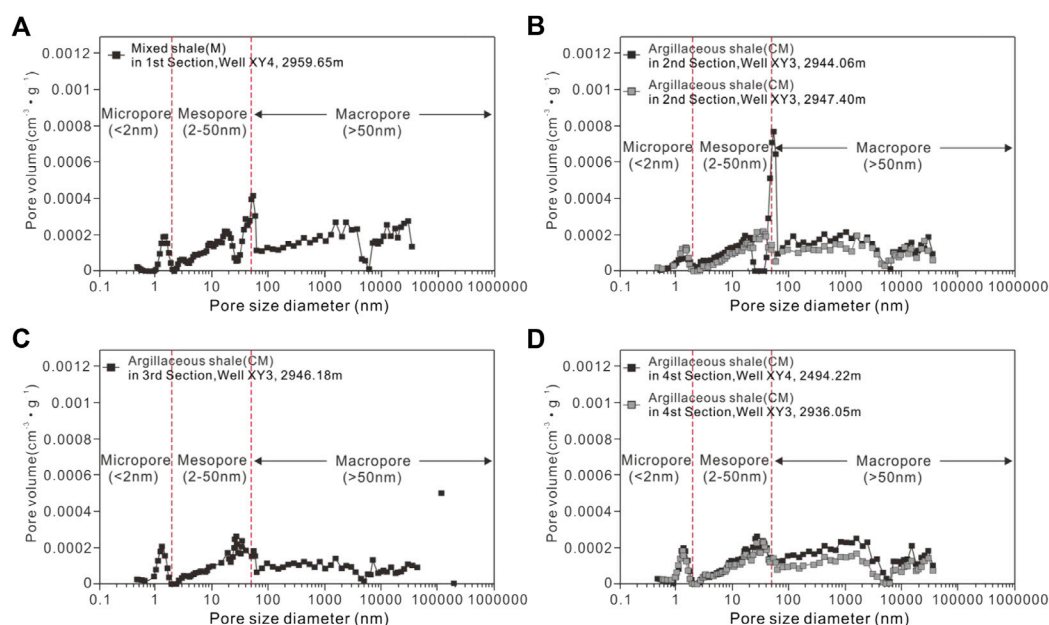 A
0.0012
0.001
0.0008
0.0006
0.0004
0.0002
0
Pore volume(cm⁻³・g⁻¹)
Mixed shale(M)
in 1st Section,Well XY4, 2959.65m
Micropore
(<2nm)
Mesopore
(2-50nm)
Macropore
(>50nm)
0.1 1 10 100 1000 10000 100000 1000000
Pore size diameter (nm)
B
0.0012
0.001
0.0008
0.0006
0.0004
0.0002
0
Pore volume(cm⁻³・g⁻¹)
Argillaceous shale(CM)
in 2nd Section,Well XY3, 2944.06m
Argillaceous shale(CM)
in 2nd Section,Well XY3, 2947.40m
Micropore
(<2nm)
Mesopore
(2-50nm)
Macropore
(>50nm)
0.1 1 10 100 1000 10000 100000 1000000
Pore size diameter (nm)
C
0.0012
0.001
0.0008
0.0006
0.0004
0.0002
0
Pore volume(cm⁻³・g⁻¹)
Argillaceous shale(CM)
in 3rd Section,Well XY3, 2946.18m
Micropore
(<2nm)
Mesopore
(2-50nm)
Macropore
(>50nm)
0.1 1 10 100 1000 10000 100000 1000000
Pore size diameter (nm)
D
0.0012
0.001
0.0008
0.0006
0.0004
0.0002
0
Pore volume(cm⁻³・g⁻¹)
Argillaceous shale(CM)
in 4st Section,Well XY4, 2494.22m
Argillaceous shale(CM)
in 4st Section,Well XY3, 2936.05m
Micropore
(<2nm)
Mesopore
(2-50nm)
Macropore
(>50nm)
0.1 1 10 100 1000 10000 100000 1000000
Pore size diameter (nm)